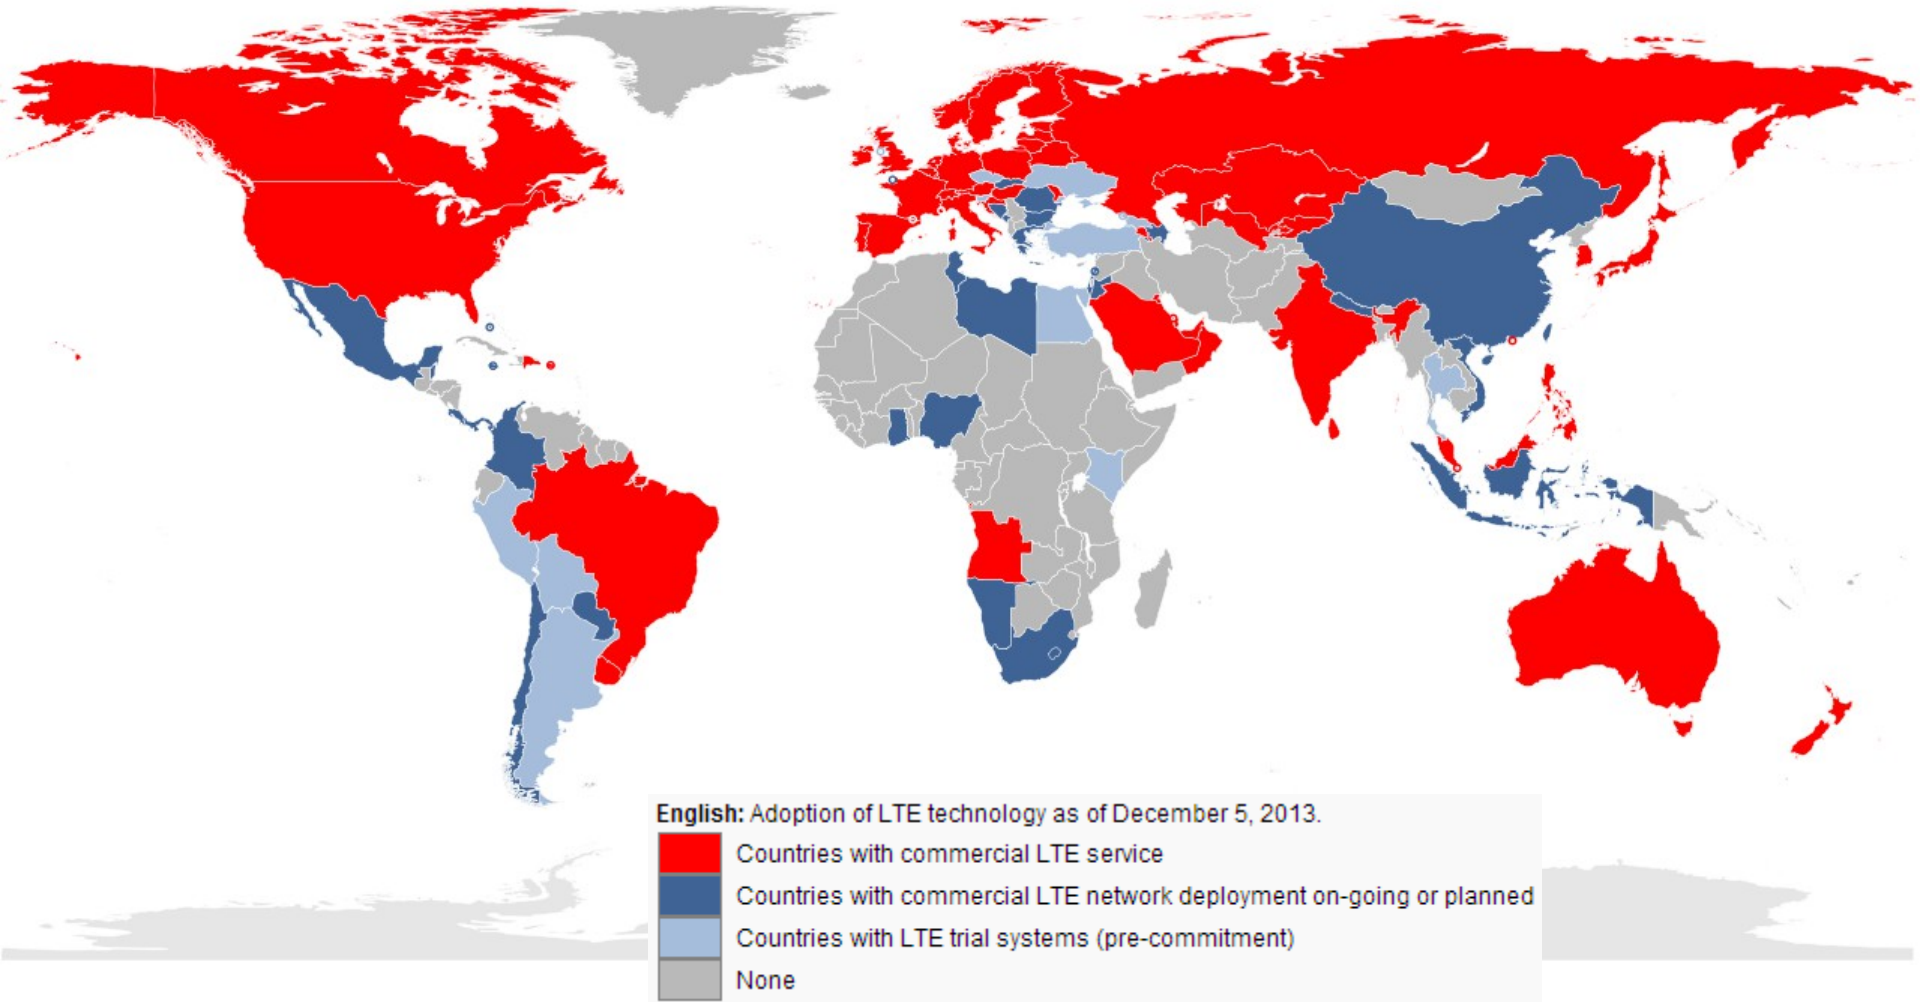 English: Adoption of LTE technology as of December 5, 2013.
Countries with commercial LTE service
Countries with commercial LTE network deployment on-going or planned
Countries with LTE trial systems (pre-commitment)
None